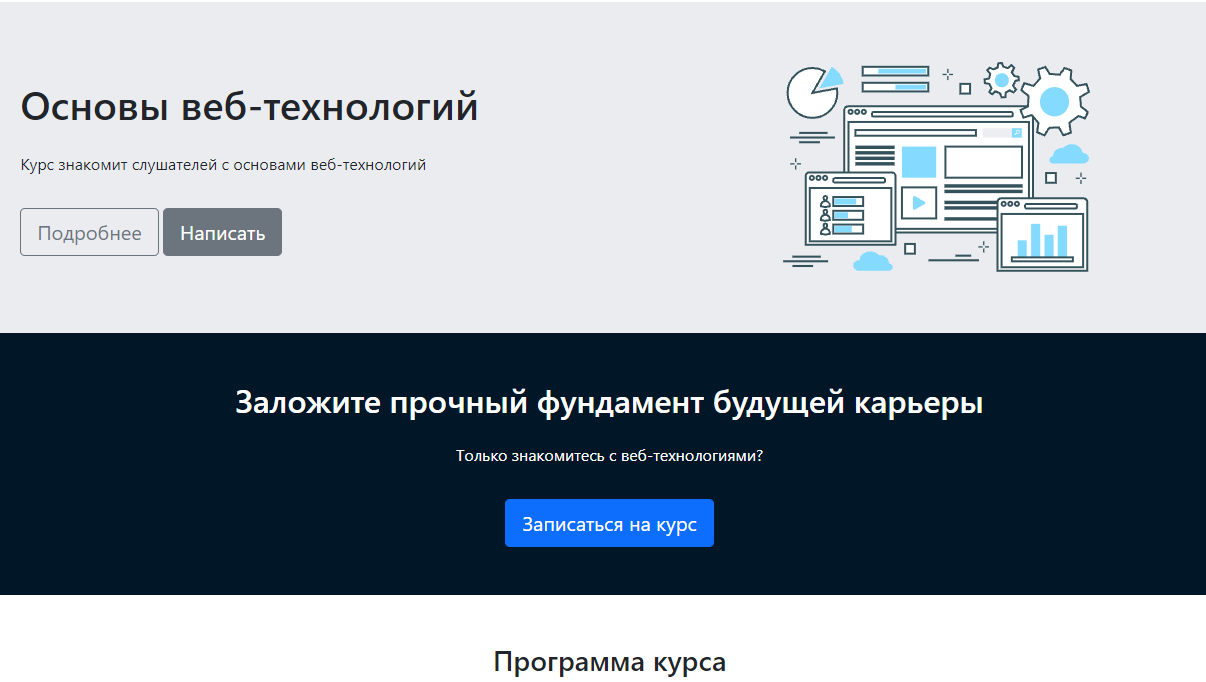 Основы веб-технологий
Курс знакомит слушателей с основами веб-технологий
Подробнее Написать
Заложите прочный фундамент будущей карьеры
Только знакомитесь с веб-технологиями?
Записаться на курс
Программа курса